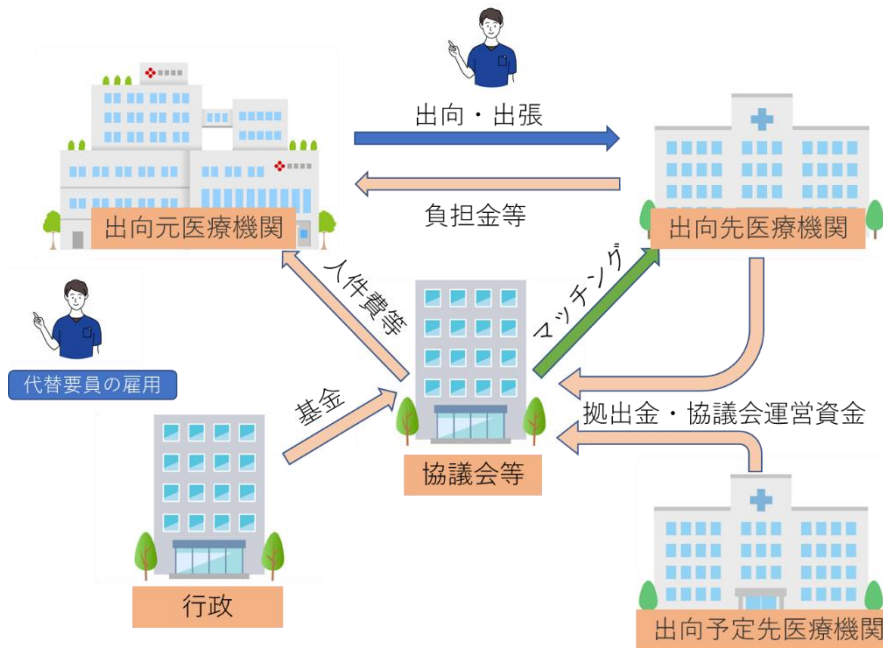 出向・出張
負担金等
出向元医療機関
出向先医療機関
人件費等
マッチング
代替要員の雇用
基金
拠出金・協議会運営資金
協議会等
行政
出向予定先医療機関